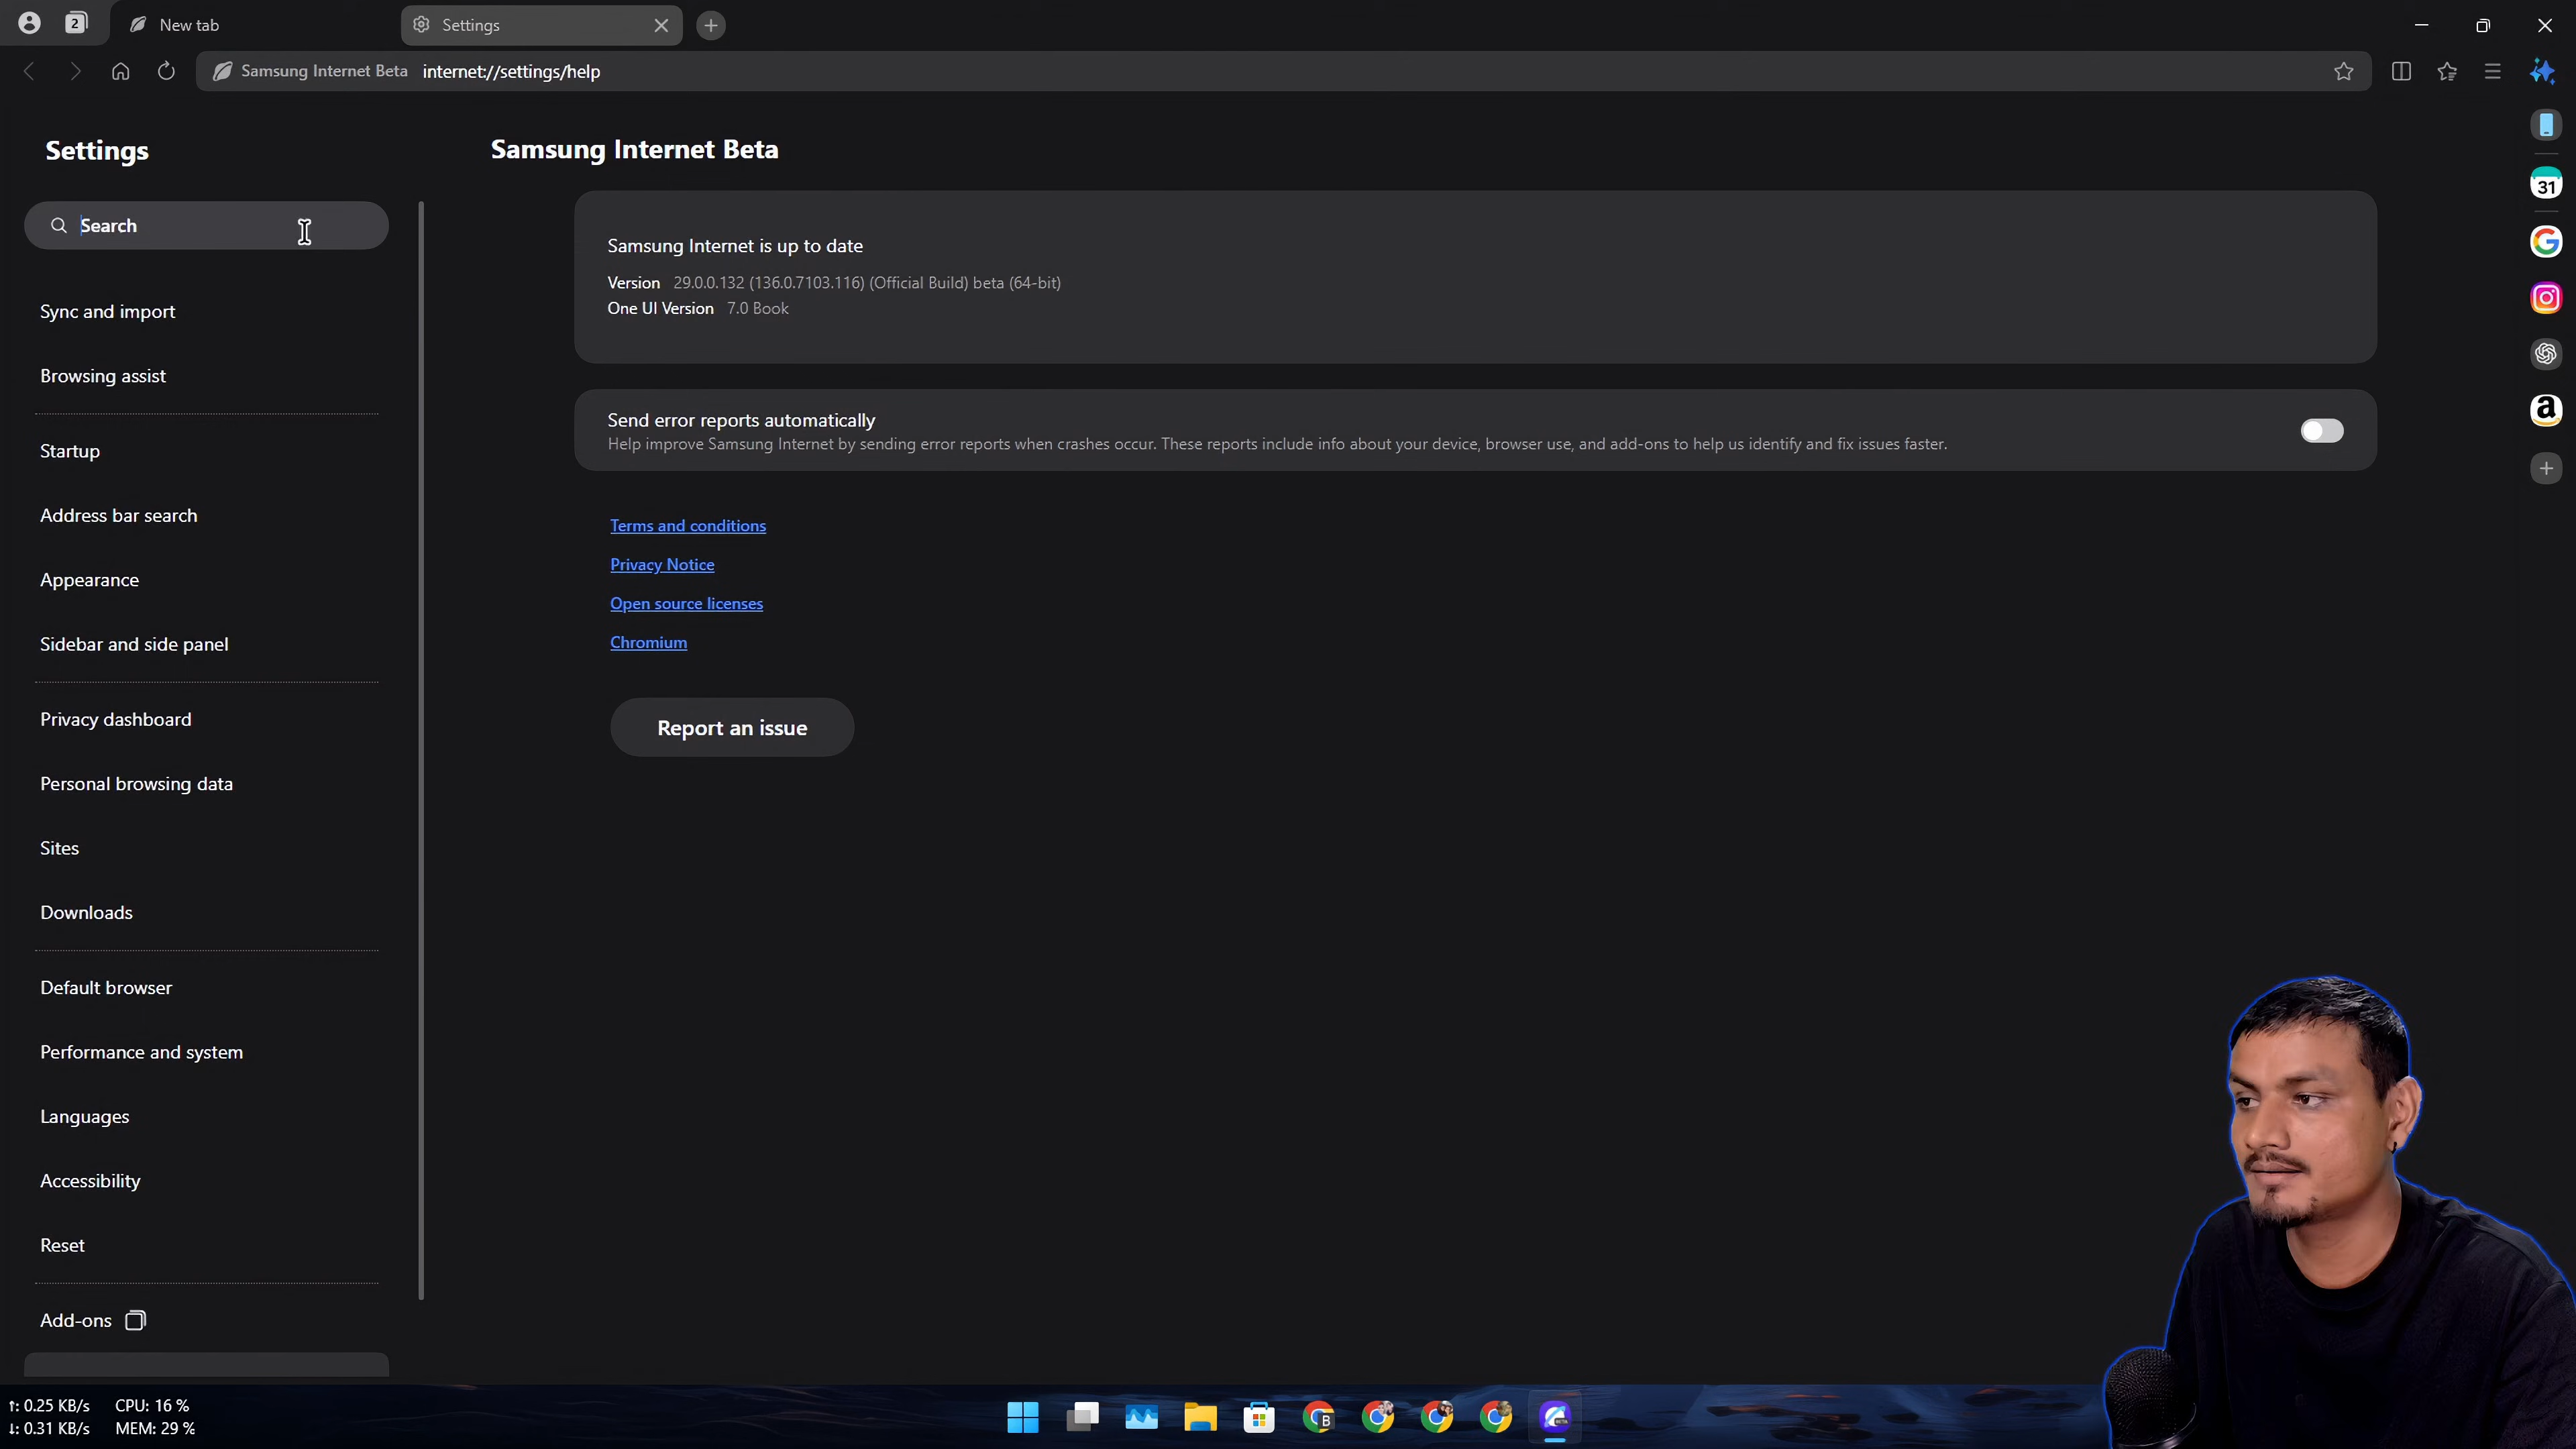 2
New tab
Settings
Samsung Internet Beta internet://settings/help
Settings
Search
Sync and import
Browsing assist
Startup
Address bar search
Appearance
Sidebar and side panel
Privacy dashboard
Personal browsing data
Sites
Downloads
Default browser
Performance and system
Languages
Accessibility
Reset
Add-ons
Samsung Internet Beta
Samsung Internet is up to date
Version 29.0.0.132 (136.0.7103.116) (Official Build) beta (64-bit)
One UI Version 7.0 Book
Send error reports automatically
Help improve Samsung Internet by sending error reports when crashes occur. These reports include info about your device, browser use, and add-ons to help us identify and fix issues faster.
Terms and conditions
Privacy Notice
Open source licenses
Chromium
Report an issue
31
↑: 0.25 KB/s CPU: 16 %
↓: 0.31 KB/s MEM: 29 %
B
BETA